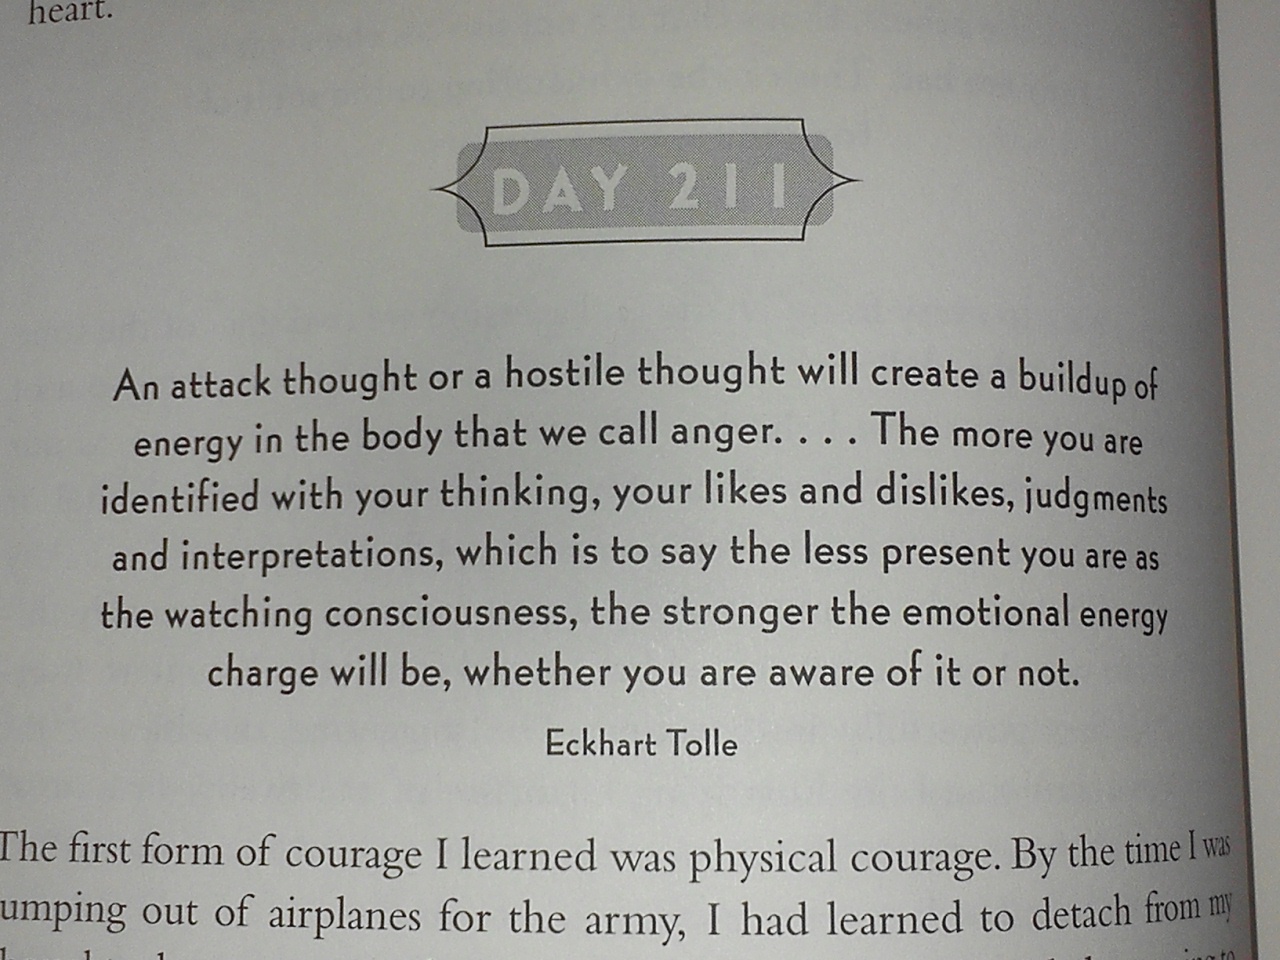 heart.
DAY 211
An attack thought or a hostile thought will create a buildup of
energy in the body that we call anger. . . . The more you are
identified with your thinking, your likes and dislikes, judgments
and interpretations, which is to say the less present you are as
the watching consciousness, the stronger the emotional energy
charge will be, whether you are aware of it or not.
Eckhart Tolle
The first form of courage I learned was physical courage. By the time I was
umping out of airplanes for the army, I had learned to detach from my
to